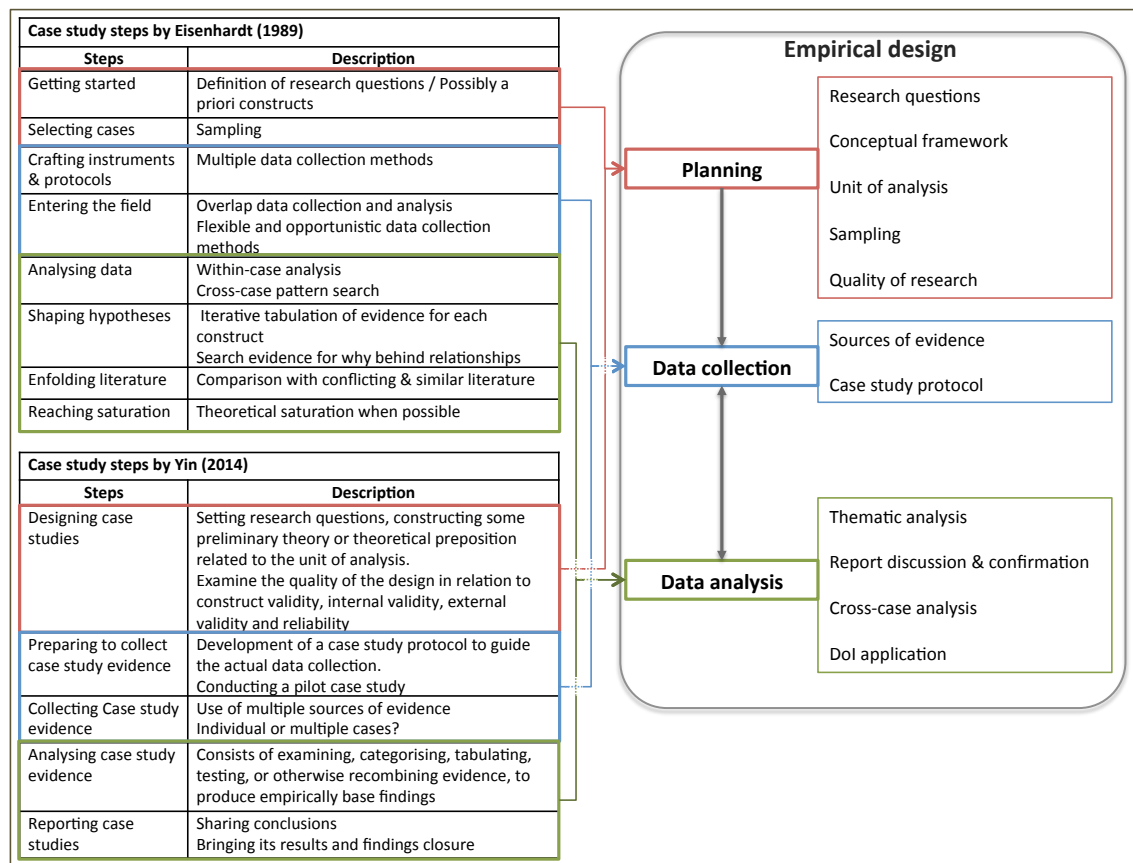 Case study steps by Eisenhardt (1989)
Steps
Description
Getting started
Definition of research questions / Possibly a
priori constructs
Selecting cases
Sampling
Crafting instruments
& protocols
Multiple data collection methods
Entering the field
Overlap data collection and analysis
Flexible and opportunistic data collection
methods
Analysing data
Within-case analysis
Cross-case pattern search
Shaping hypotheses
Iterative tabulation of evidence for each
construct
Search evidence for why behind relationships
Enfolding literature
Comparison with conflicting & similar literature
Reaching saturation
Theoretical saturation when possible
Case study steps by Yin (2014)
Steps
Description
Designing case
studies
Setting research questions, constructing some
preliminary theory or theoretical preposition
related to the unit of analysis.
Examine the quality of the design in relation to
construct validity, internal validity, external
validity and reliability
Preparing to collect
case study evidence
Development of a case study protocol to guide
the actual data collection.
Conducting a pilot case study
Collecting Case study
evidence
Use of multiple sources of evidence
Individual or multiple cases?
Analysing case study
evidence
Consists of examining, categorising, tabulating,
testing, or otherwise recombining evidence, to
produce empirically base findings
Reporting case
studies
Sharing conclusions
Bringing its results and findings closure
Empirical design
Planning
Research questions
Conceptual framework
Unit of analysis
Sampling
Quality of research
Data collection
Sources of evidence
Case study protocol
Data analysis
Thematic analysis
Report discussion & confirmation
Cross-case analysis
DoI application